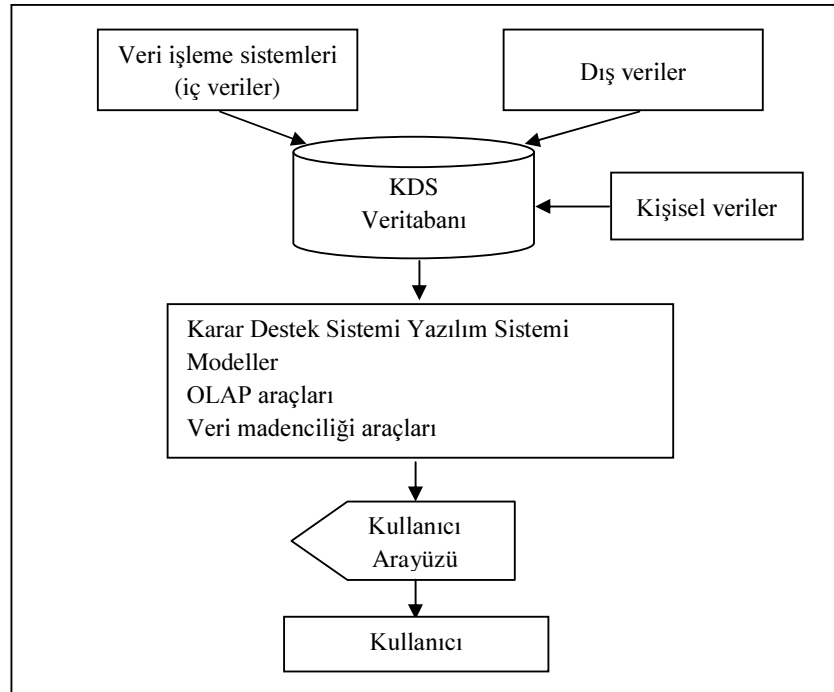 Veri işleme sistemleri
(iç veriler)
Dış veriler
KDS
Veritabanı
Kişisel veriler
Karar Destek Sistemi Yazılım Sistemi
Modeller
OLAP araçları
Veri madenciliği araçları
Kullanıcı
Arayüzü
Kullanıcı